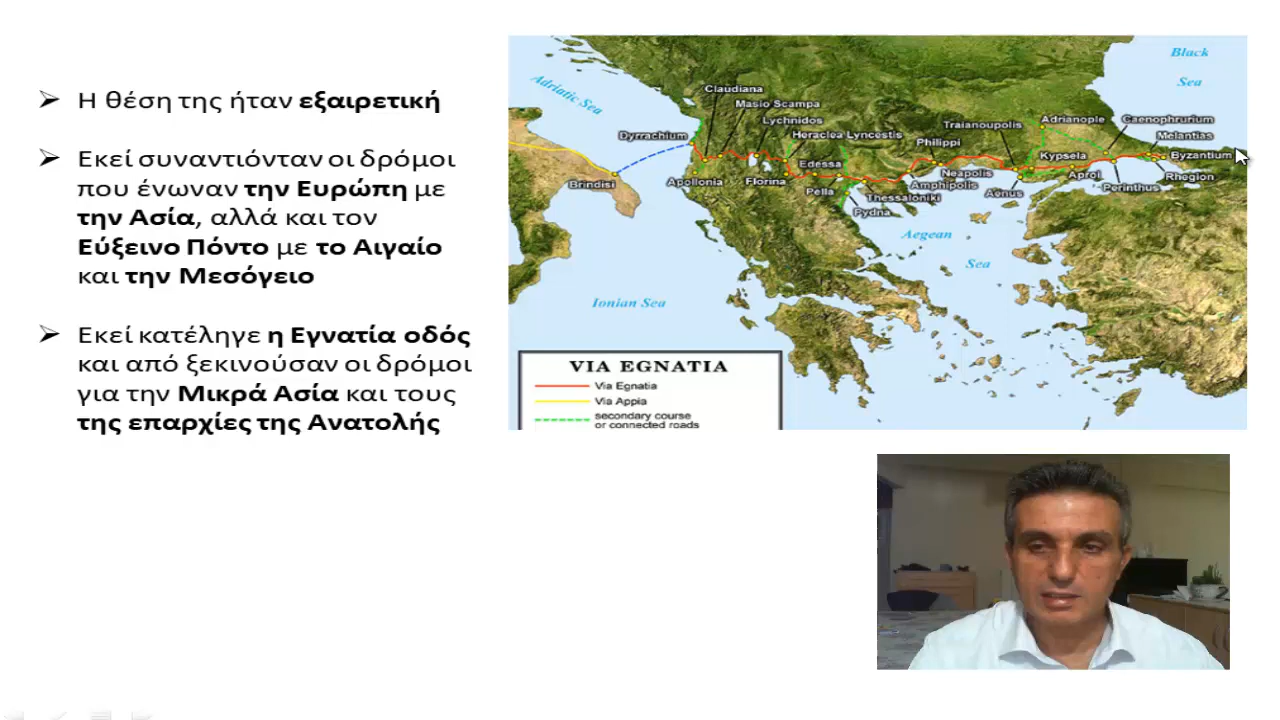 ➢ Η θέση της ήταν εξαιρετική
➢ Εκεί συναντιόνταν οι δρόμοι
που ένωναν την Ευρώπη με
την Ασία, αλλά και τον
Εύξεινο Πόντο με το Αιγαίο
και την Μεσόγειο
➢ Εκεί κατέληγε η Εγνατία οδός
και από ξεκινούσαν οι δρόμοι
για την Μικρά Ασία και τους
της επαρχίες της Ανατολής
Black
Sea
Adriatic Sea
Claudiana
Masio Scampa
Lychnidos
Heraclea Lyncestis
Dyrrachium
Edessa
Brindisi
Apollonia
Florina
Pella
Pydna
Thessaloniki
Amphipolis
Neapolis
Philippi
Traianoupolis
Adrianople
Caenophrurium
Melantias
Kypsela
Byzantium
Aenus
Aproi
Rhegion
Perinthus
Aegean
Sea
Ionian Sea
VIA EGNATIA
Via Egnatia
Via Appia
secondary course
or connected roads